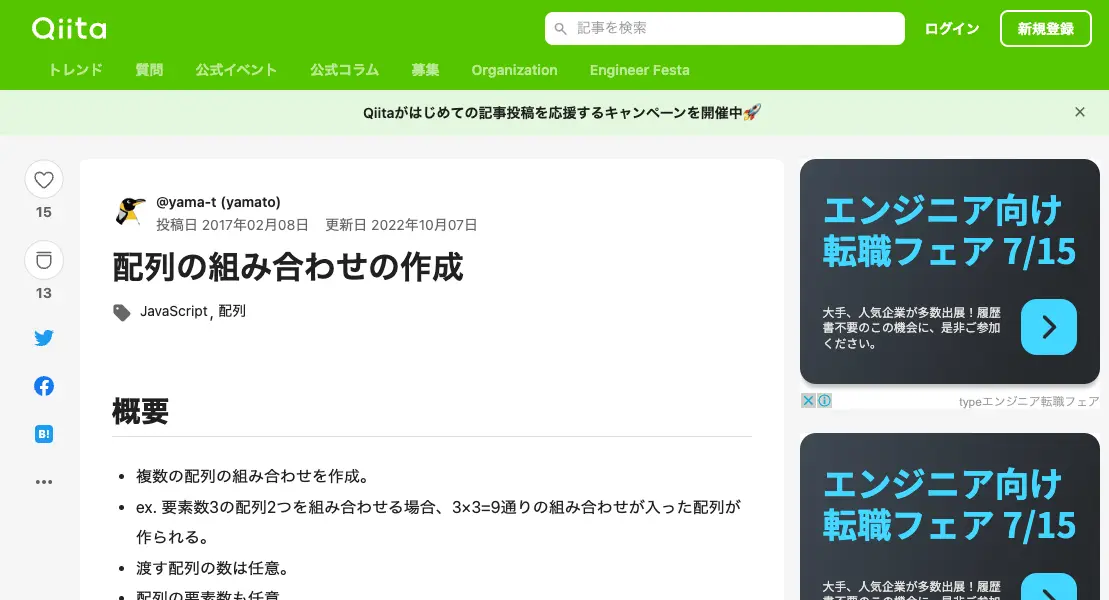 Qiita
記事を検索
ログイン
新規登録
トレンド
質問
公式イベント
公式コラム
募集
Organization
Engineer Festa
Qiitaがはじめての記事投稿を応援するキャンペーンを開催中🚀
×
15
13
B!
@yama-t (yamato)
投稿日 2017年02月08日 更新日 2022年10月07日
配列の組み合わせの作成
JavaScript, 配列
概要
複数の配列の組み合わせを作成。
ex. 要素数3の配列2つを組み合わせる場合、3×3=9通りの組み合わせが入った配列が
作られる。
渡す配列の数は任意。
配列の要素数も任意
エンジニア向け
転職フェア 7/15
大手、人気企業が多数出展！履歴
書不要のこの機会に、是非ご参加
ください。
typeエンジニア転職フェア
エンジニア向け
転職フェア 7/15
大手、人気企業が多数出展！履歴
書不要のこの機会に、是非ご参加